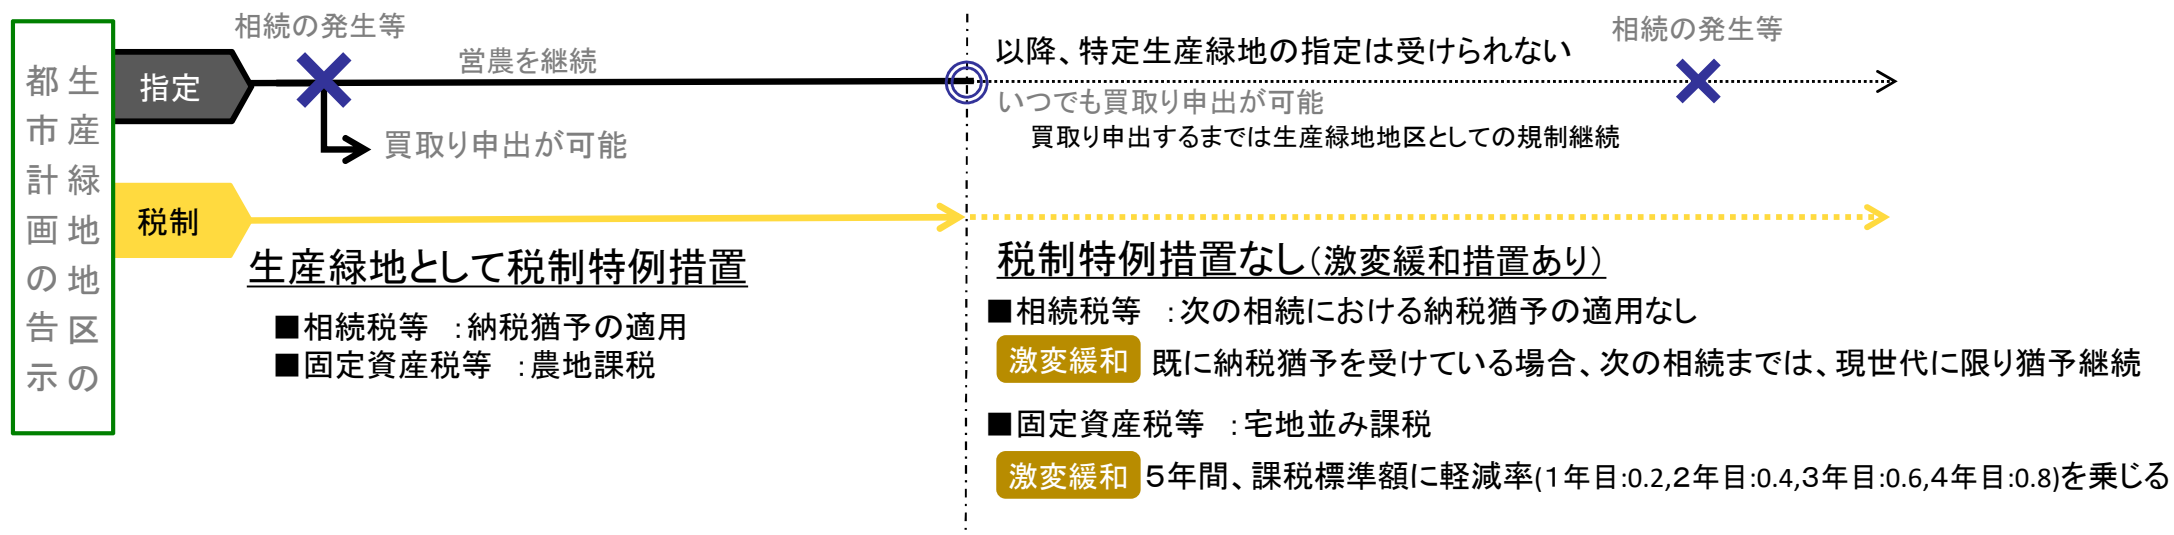 生産緑地地区の
都市計画の告示
指定
相続の発生等
営農を継続
買取り申出が可能
以降、特定生産緑地の指定は受けられない
相続の発生等
いつでも買取り申出が可能
買取り申出するまでは生産緑地地区としての規制継続
税制
生産緑地として税制特例措置
■相続税等　：納税猶予の適用
■固定資産税等　：農地課税
税制特例措置なし（激変緩和措置あり）
■相続税等　：次の相続における納税猶予の適用なし
激変緩和 既に納税猶予を受けている場合、次の相続までは、現世代に限り猶予継続
■固定資産税等　：宅地並み課税
激変緩和 ５年間、課税標準額に軽減率(１年目:0.2,２年目:0.4,３年目:0.6,４年目:0.8)を乗じる